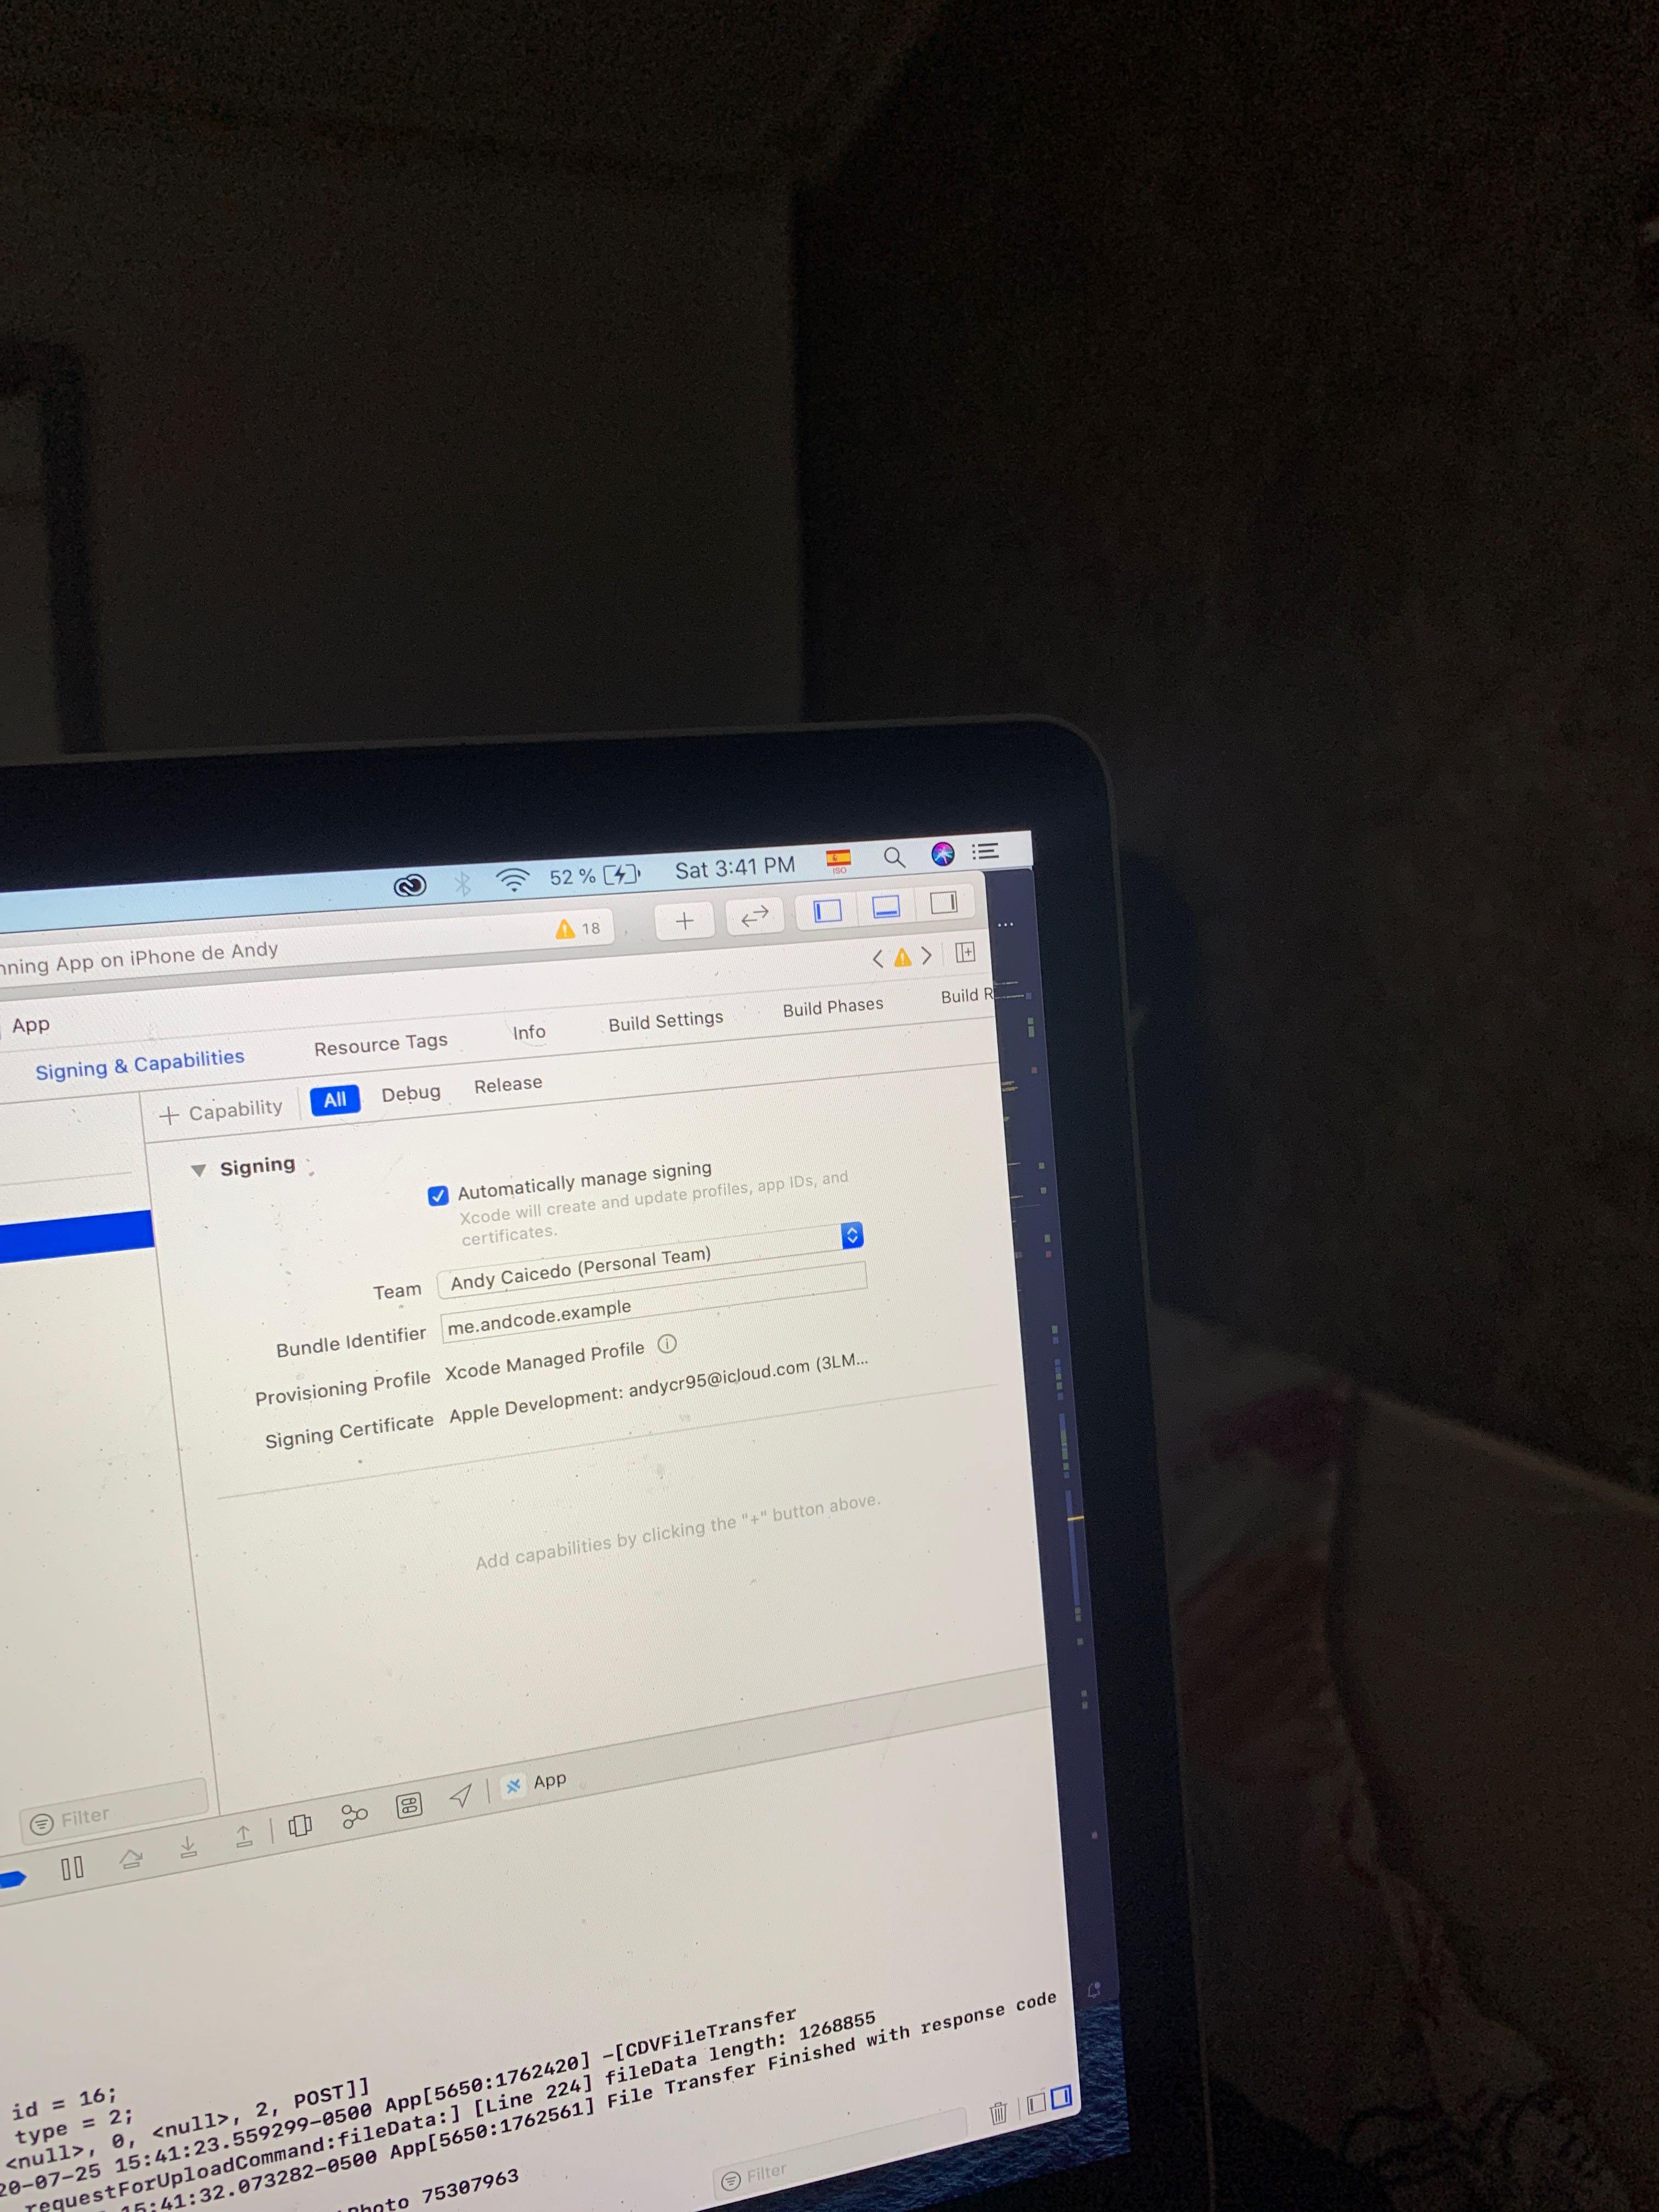 52 % Sat 3:41 PM ISO
nning App on iPhone de Andy 18
App
Signing & Capabilities Resource Tags Info Build Settings Build Phases Build R
+ Capability All Debug Release
Signing
Automatically manage signing
Xcode will create and update profiles, app IDs, and
certificates.
Team Andy Caicedo (Personal Team)
Bundle Identifier me.andcode.example
Provisioning Profile Xcode Managed Profile
Signing Certificate Apple Development: andycr95@icloud.com (3LM...
Add capabilities by clicking the "+" button above.
Filter
App
id = 16;
type = 2;
<null>, 0, <null>, 2, POST]]
20-07-25 15:41:23.559299-0500 App[5650:1762420] -[CDVFileTransfer
requestForUploadCommand:fileData:] [Line 224] fileData length: 1268855
15:41:32.073282-0500 App[5650:1762561] File Transfer Finished with response code
Photo 75307963
Filter